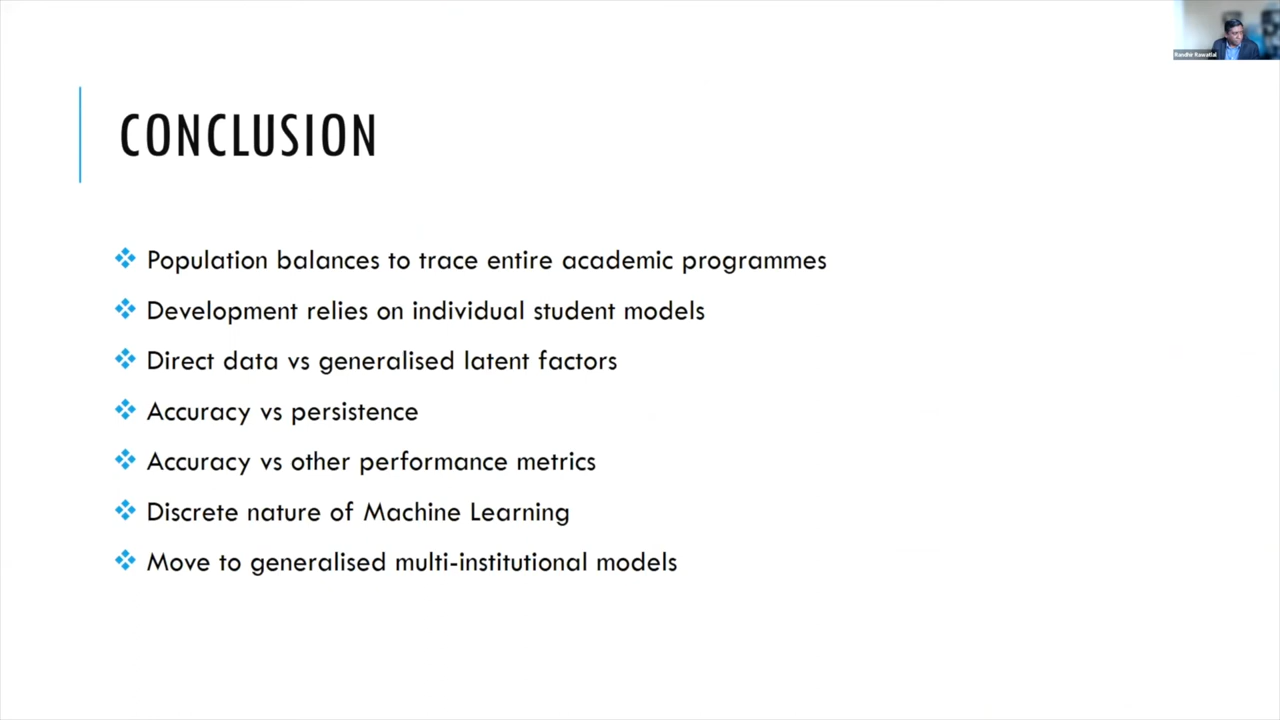 Randhir Rawatlal
CONCLUSION
Population balances to trace entire academic programmes
Development relies on individual student models
Direct data vs generalised latent factors
Accuracy vs persistence
Accuracy vs other performance metrics
Discrete nature of Machine Learning
Move to generalised multi-institutional models